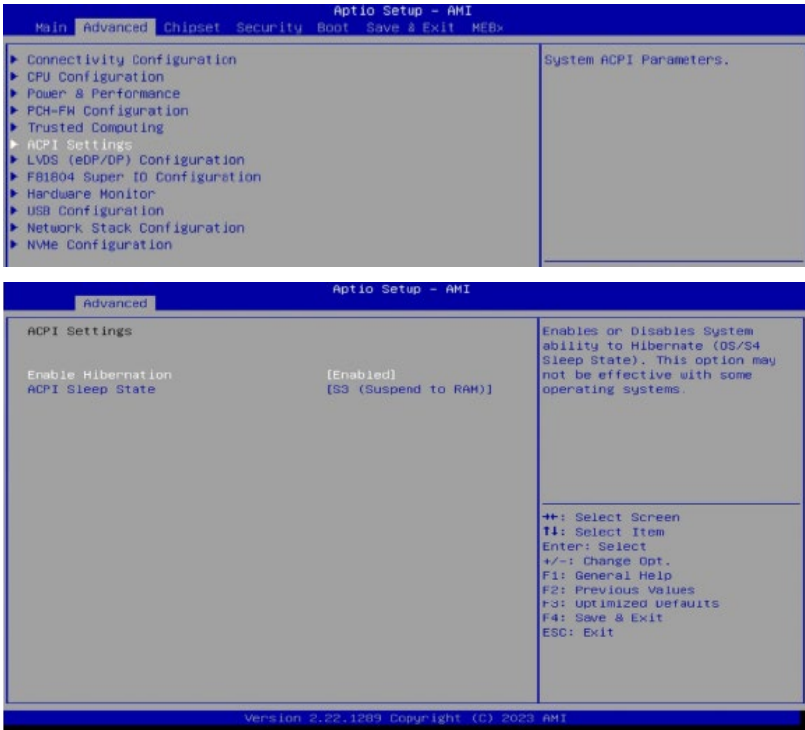 Aptio Setup - AMI
Main Advanced Chipset Security Boot Save & Exit MEBx
Connectivity Configuration
CPU Configuration
Power & Performance
PCH-FW Configuration
Trusted Computing
ACPI Settings
LVDS (eDP/DP) Configuration
F81804 Super IO Configuration
Hardware Monitor
USB Configuration
Network Stack Configuration
NVMe Configuration
System ACPI Parameters.
Aptio Setup - AMI
Advanced
ACPI Settings
Enable Hibernation [Enabled]
ACPI Sleep State [S3 (Suspend to RAM)]
Enables or Disables System
ability to Hibernate (OS/S4
Sleep State). This option may
not be effective with some
operating systems.
→←: Select Screen
↑↓: Select Item
Enter: Select
+/-: Change Opt.
F1: General Help
F2: Previous Values
F3: Optimized Defaults
F4: Save & Exit
ESC: Exit
Version 2.22.1289 Copyright (C) 2023 AMI